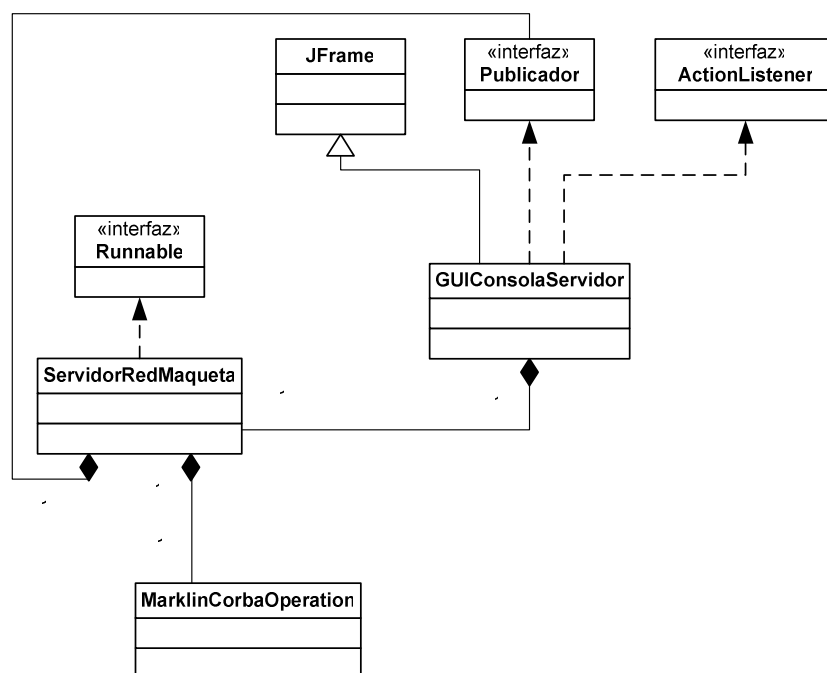 JFrame
«interfaz»
Publicador
«interfaz»
ActionListener
«interfaz»
Runnable
GUIConsolaServidor
ServidorRedMaqueta
MarklinCorbaOperation